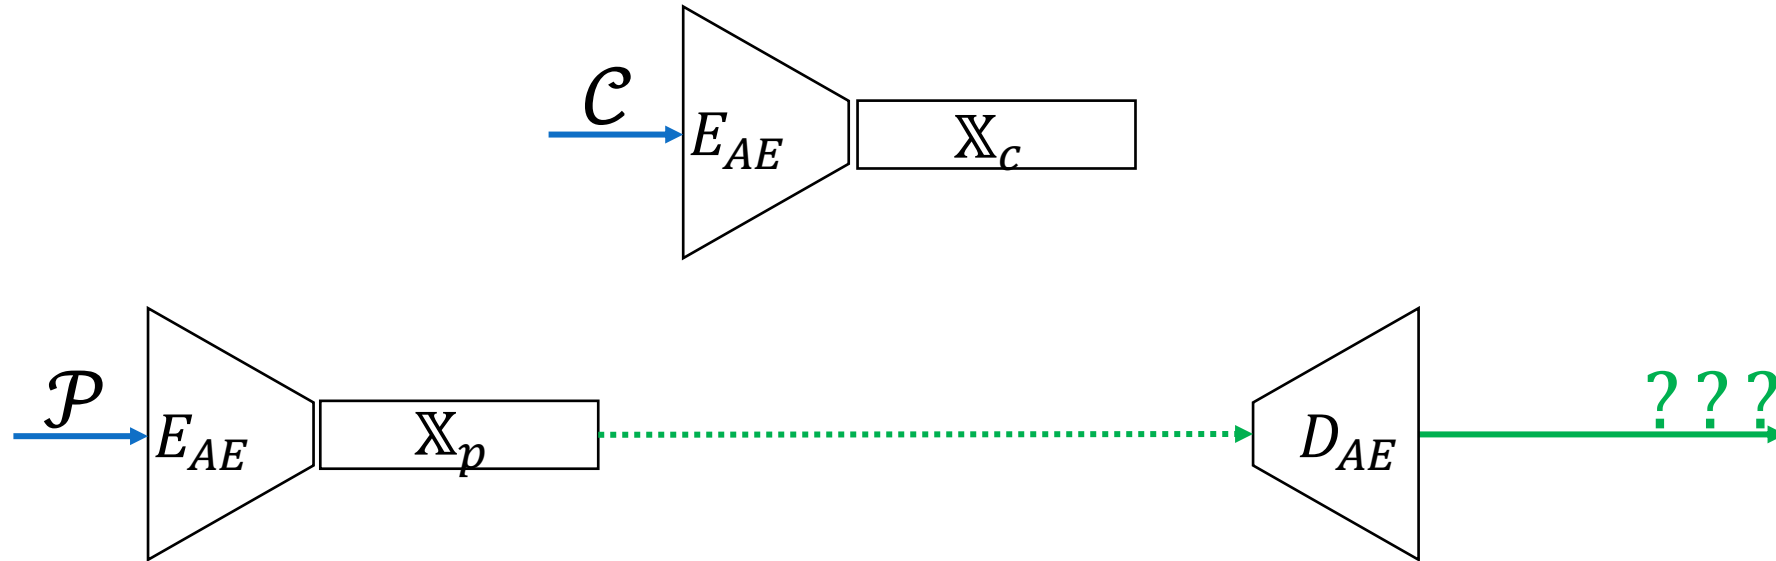 𝒞
E_AE
𝕏_c
𝒫
E_AE
𝕏_p
D_AE
? ? ?